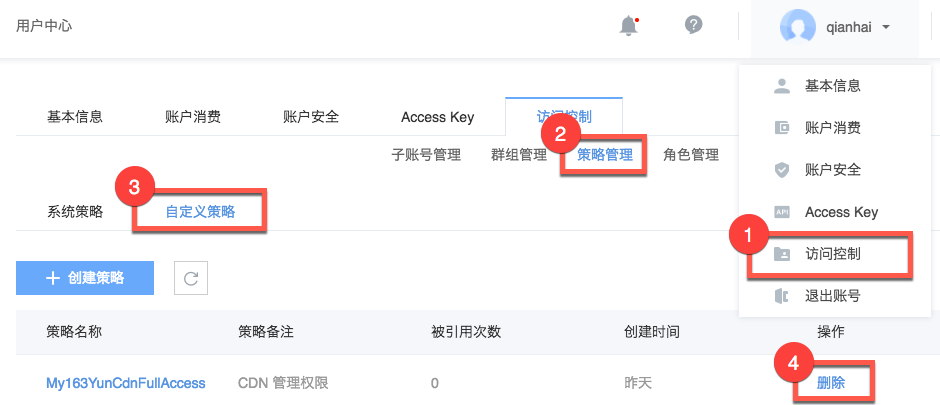 用户中心
qianhai
基本信息
账户消费
账户安全
Access Key
访问控制
退出账号
1
基本信息 账户消费 账户安全 Access Key 访问控制
2
子账号管理 群组管理 策略管理 角色管理
3
系统策略 自定义策略
+ 创建策略
策略名称 策略备注 被引用次数 创建时间 操作
4
My163YunCdnFullAccess CDN 管理权限 0 昨天 删除